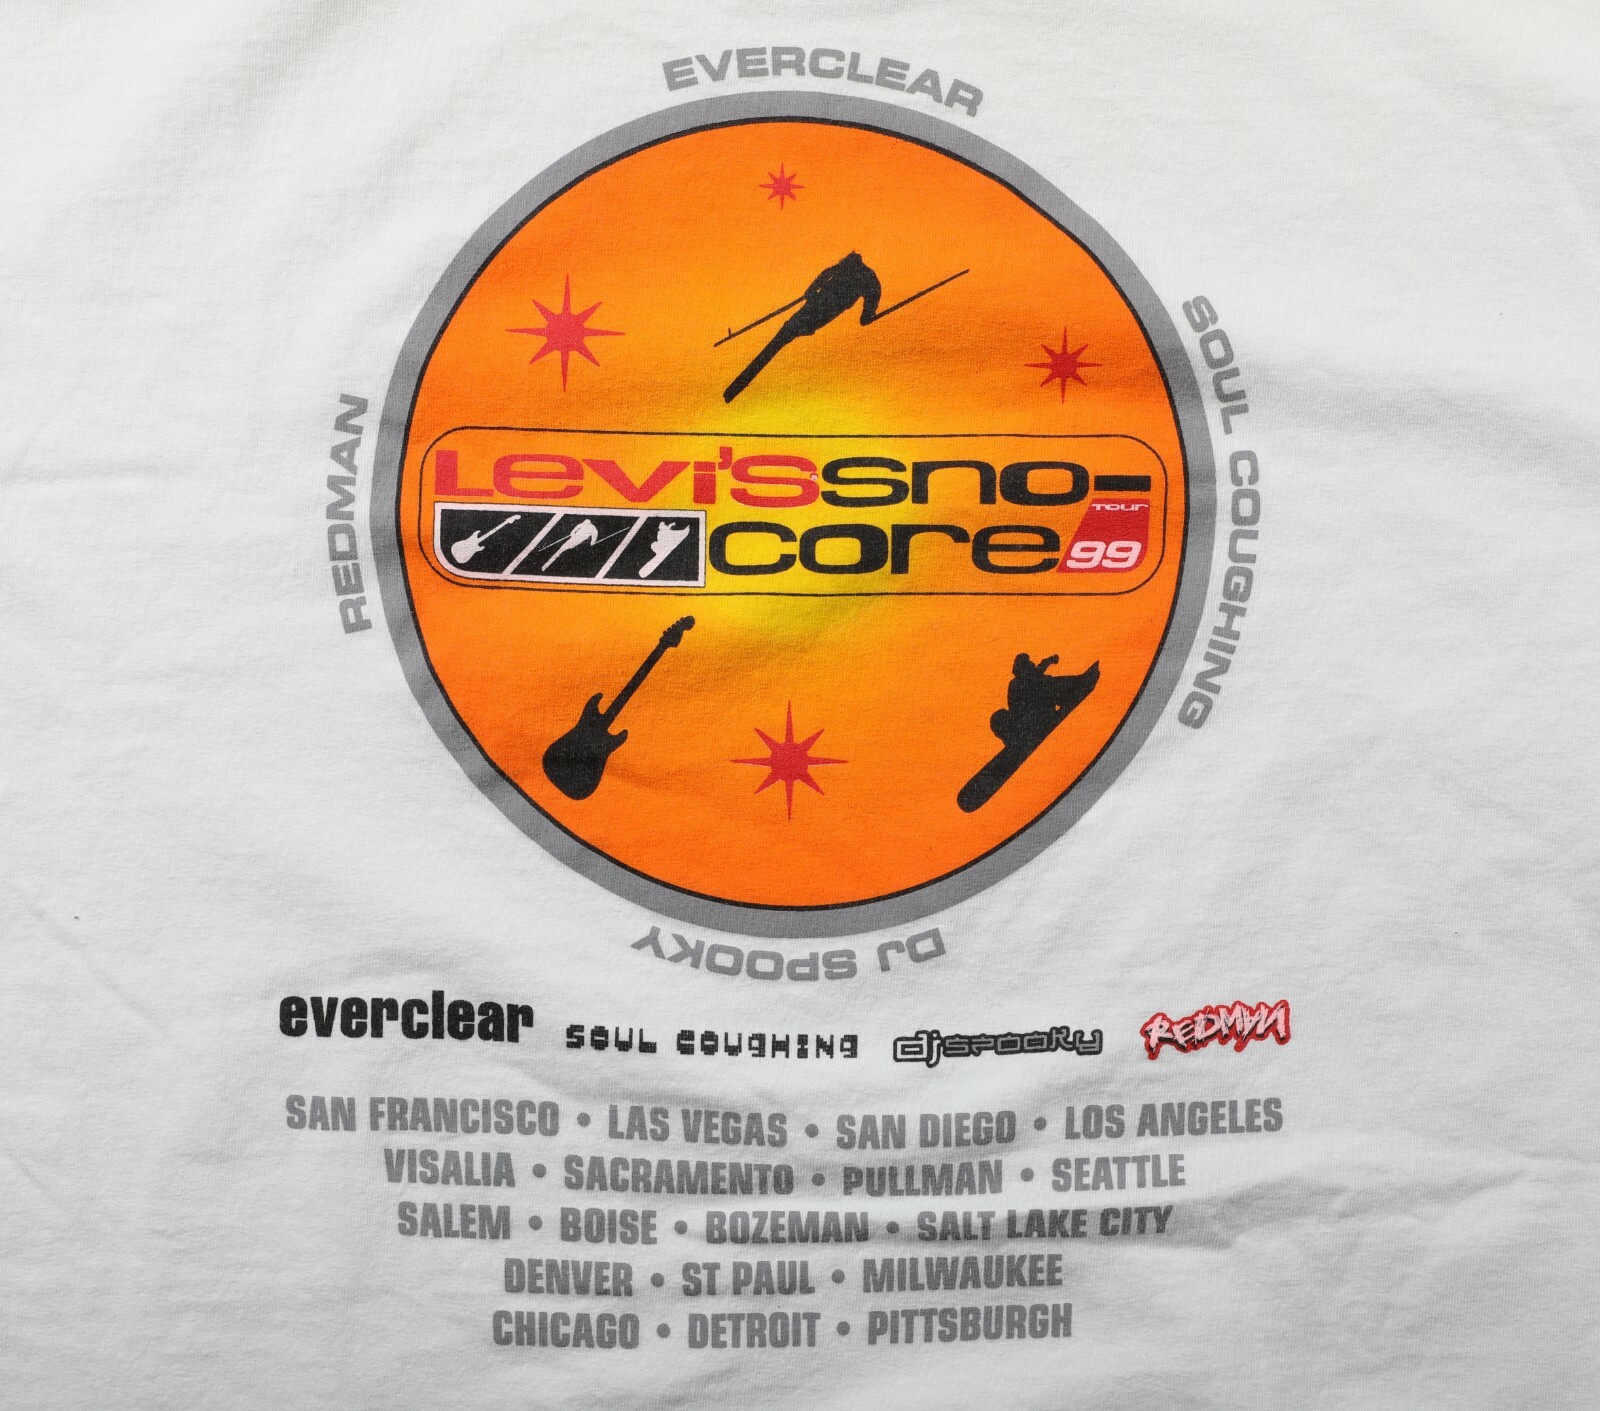 EVERCLEAR
SOUL COUGHING
REDMAN
Levi'ssno-
core TOUR 99
DJ SPOOKY
everclear SOUL COUGHING dj spooky REDMAN
SAN FRANCISCO • LAS VEGAS • SAN DIEGO • LOS ANGELES
VISALIA • SACRAMENTO • PULLMAN • SEATTLE
SALEM • BOISE • BOZEMAN • SALT LAKE CITY
DENVER • ST PAUL • MILWAUKEE
CHICAGO • DETROIT • PITTSBURGH